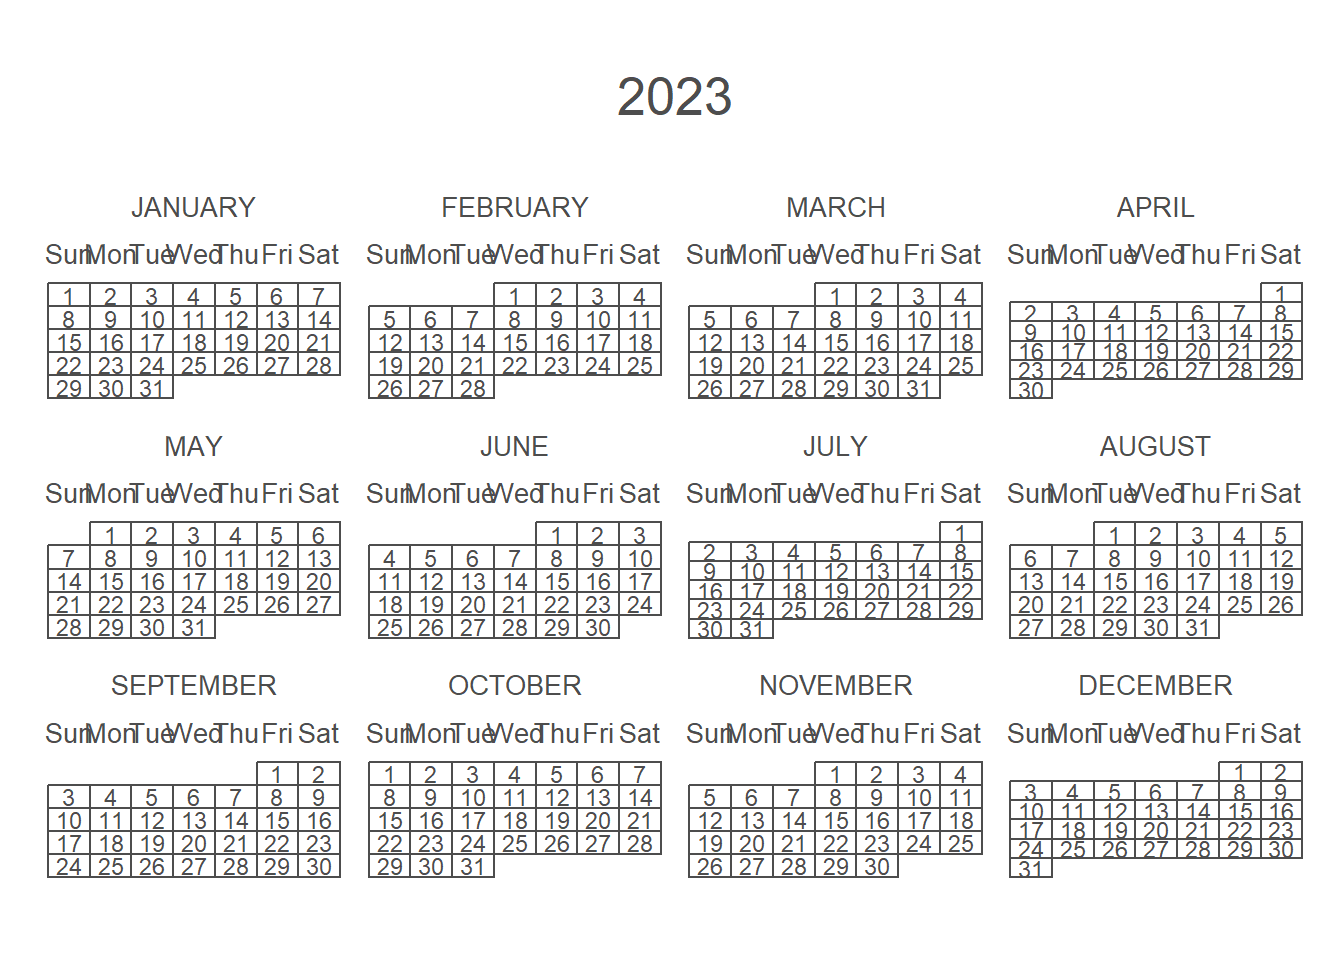 2023
JANUARY FEBRUARY MARCH APRIL
Sun Mon Tue Wed Thu Fri Sat Sun Mon Tue Wed Thu Fri Sat Sun Mon Tue Wed Thu Fri Sat Sun Mon Tue Wed Thu Fri Sat
1 2 3 4 5 6 7 1 2 3 4 1 2 3 4 1
8 9 10 11 12 13 14 5 6 7 8 9 10 11 5 6 7 8 9 10 11 2 3 4 5 6 7 8
15 16 17 18 19 20 21 12 13 14 15 16 17 18 12 13 14 15 16 17 18 9 10 11 12 13 14 15
22 23 24 25 26 27 28 19 20 21 22 23 24 25 19 20 21 22 23 24 25 16 17 18 19 20 21 22
29 30 31 26 27 28 26 27 28 29 30 31 23 24 25 26 27 28 29
30
MAY JUNE JULY AUGUST
Sun Mon Tue Wed Thu Fri Sat Sun Mon Tue Wed Thu Fri Sat Sun Mon Tue Wed Thu Fri Sat Sun Mon Tue Wed Thu Fri Sat
1 2 3 4 5 6 1 2 3 1 1 2 3 4 5
7 8 9 10 11 12 13 4 5 6 7 8 9 10 2 3 4 5 6 7 8 6 7 8 9 10 11 12
14 15 16 17 18 19 20 11 12 13 14 15 16 17 9 10 11 12 13 14 15 13 14 15 16 17 18 19
21 22 23 24 25 26 27 18 19 20 21 22 23 24 16 17 18 19 20 21 22 20 21 22 23 24 25 26
28 29 30 31 25 26 27 28 29 30 23 24 25 26 27 28 29 27 28 29 30 31
30 31
SEPTEMBER OCTOBER NOVEMBER DECEMBER
Sun Mon Tue Wed Thu Fri Sat Sun Mon Tue Wed Thu Fri Sat Sun Mon Tue Wed Thu Fri Sat Sun Mon Tue Wed Thu Fri Sat
1 2 1 2 3 4 5 6 7 1 2 3 4 1 2
3 4 5 6 7 8 9 8 9 10 11 12 13 14 5 6 7 8 9 10 11 3 4 5 6 7 8 9
10 11 12 13 14 15 16 15 16 17 18 19 20 21 12 13 14 15 16 17 18 10 11 12 13 14 15 16
17 18 19 20 21 22 23 22 23 24 25 26 27 28 19 20 21 22 23 24 25 17 18 19 20 21 22 23
24 25 26 27 28 29 30 29 30 31 26 27 28 29 30 24 25 26 27 28 29 30
31